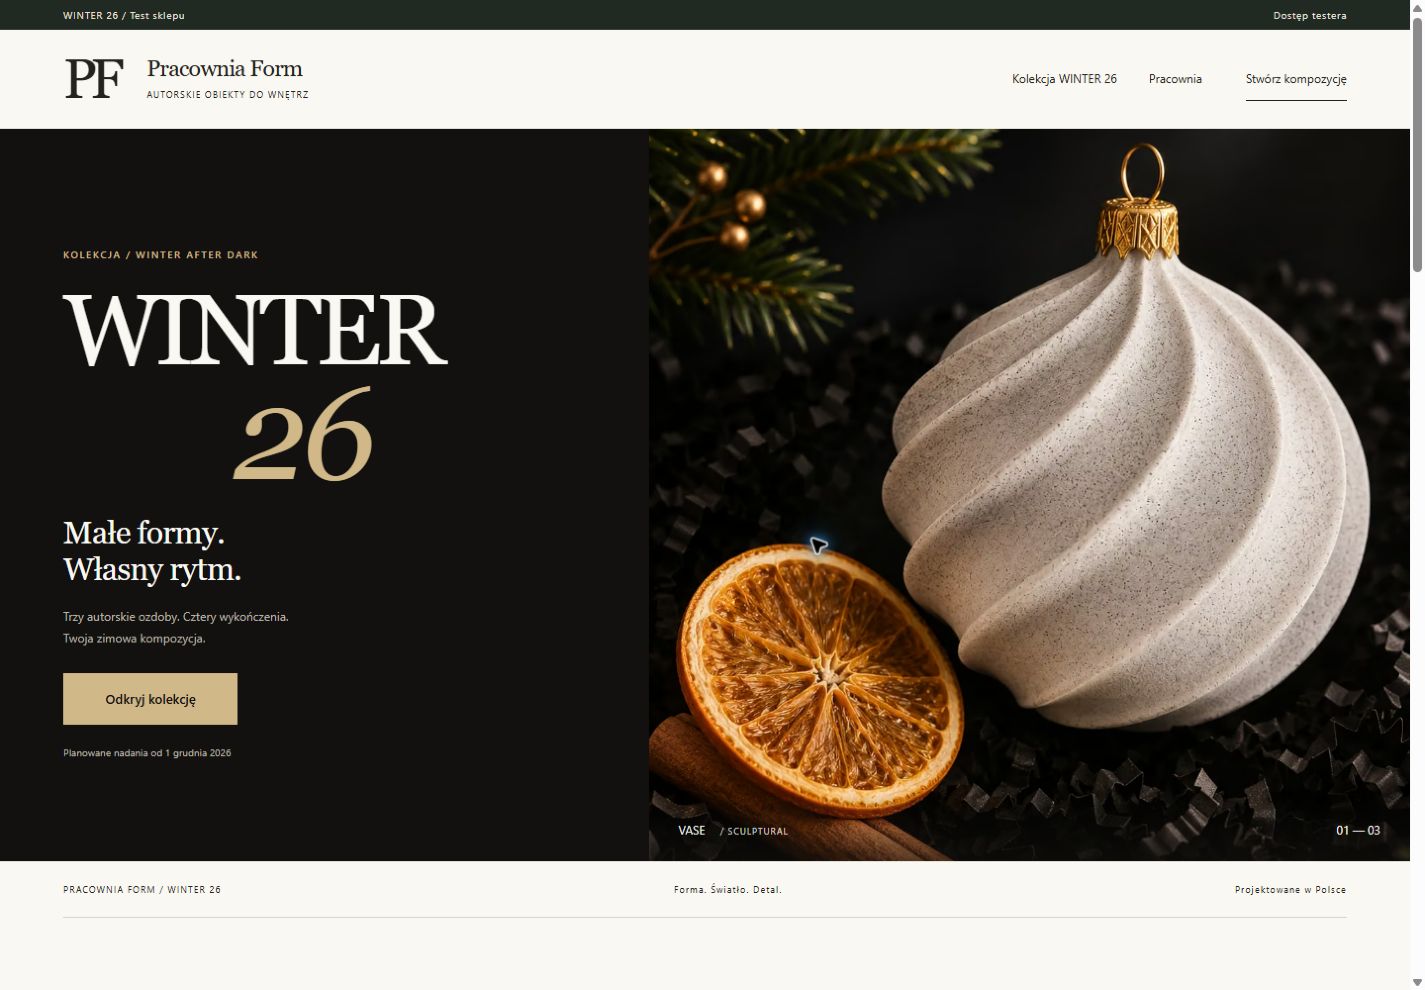 WINTER 26 / Test sklepu
Dostęp testera
PF
Pracownia Form
AUTORSKIE OBIEKTY DO WNĘTRZ
Kolekcja WINTER 26
Pracownia
Stwórz kompozycję
KOLEKCJA / WINTER AFTER DARK
WINTER
26
Małe formy.
Własny rytm.
Trzy autorskie ozdoby. Cztery wykończenia.
Twoja zimowa kompozycja.
Odkryj kolekcję
Planowane nadania od 1 grudnia 2026
VASE / SCULPTURAL
01 — 03
PRACOWNIA FORM / WINTER 26
Forma. Światło. Detal.
Projektowane w Polsce